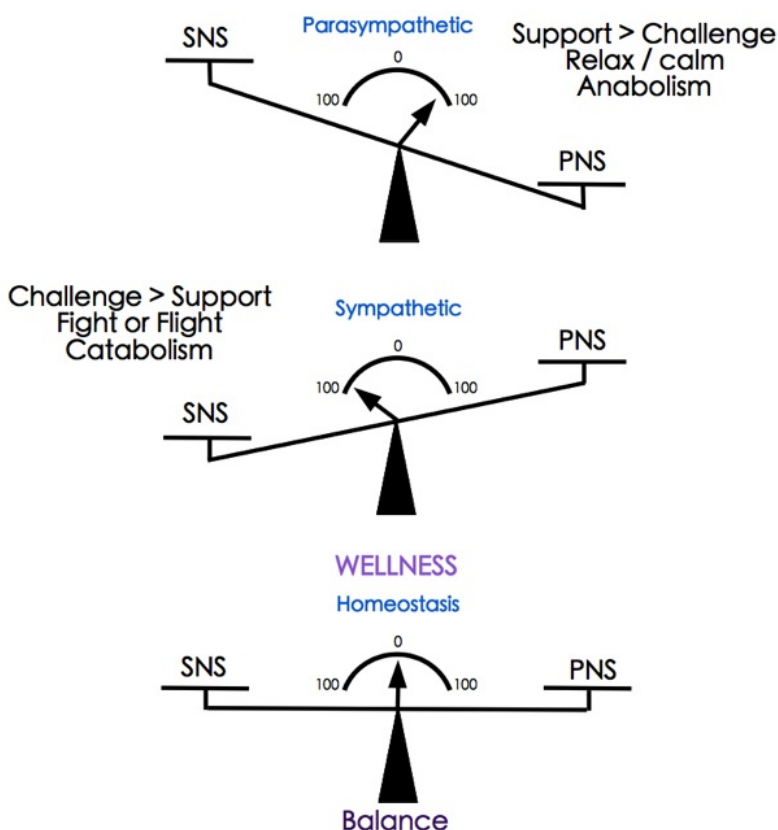 Parasympathetic
SNS
0
100
100
Support > Challenge
Relax / calm
Anabolism
PNS
Challenge > Support
Fight or Flight
Catabolism
Sympathetic
0
100
100
PNS
SNS
WELLNESS
Homeostasis
0
SNS
100
100
PNS
Balance